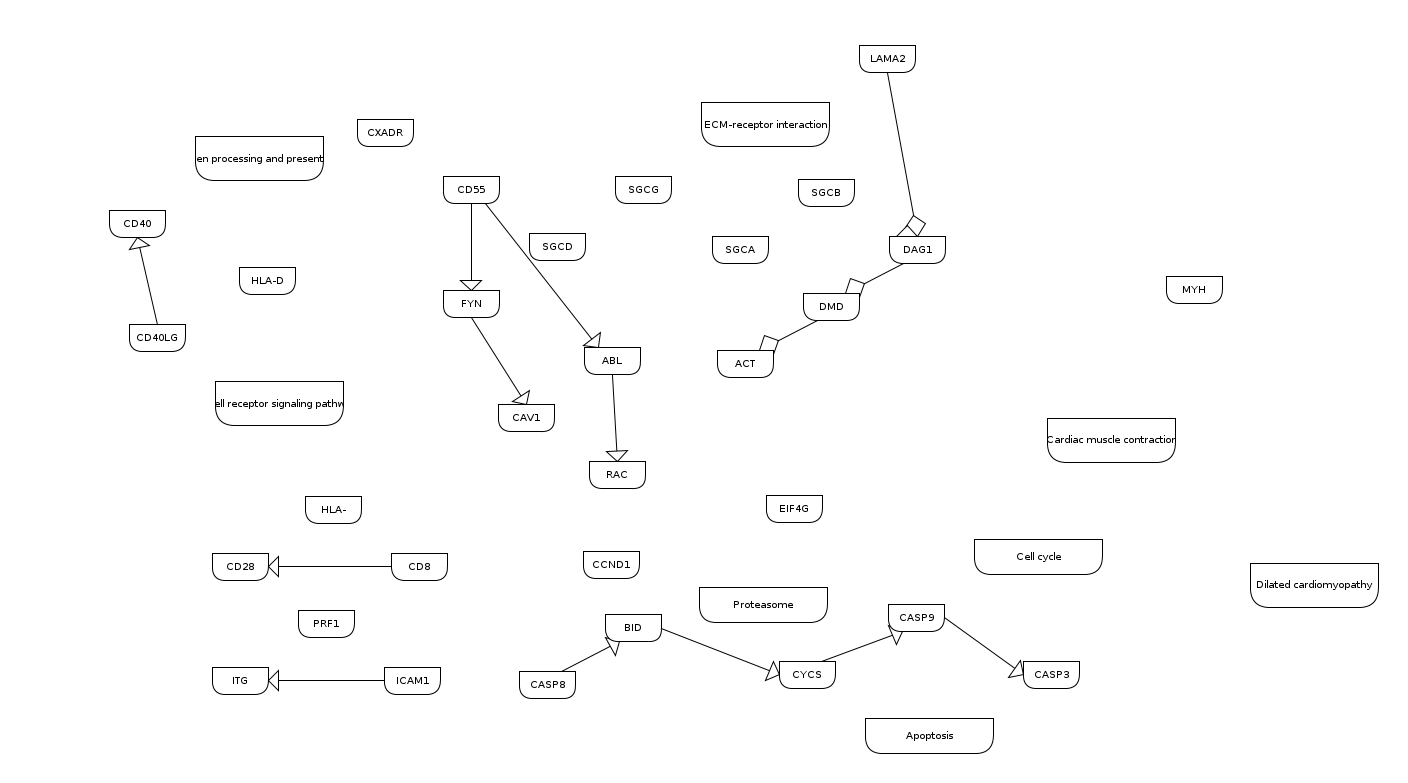 LAMA2
ECM-receptor interaction
CXADR
en processing and present
CD55
SGCG
SGCB
CD40
SGCD
SGCA
DAG1
HLA-D
MYH
FYN
DMD
CD40LG
ABL
ACT
ell receptor signaling pathw
CAV1
Cardiac muscle contraction
RAC
HLA-
EIF4G
CD28
CD8
CCND1
Cell cycle
Dilated cardiomyopathy
Proteasome
PRF1
BID
CASP9
ITG
ICAM1
CASP8
CYCS
CASP3
Apoptosis